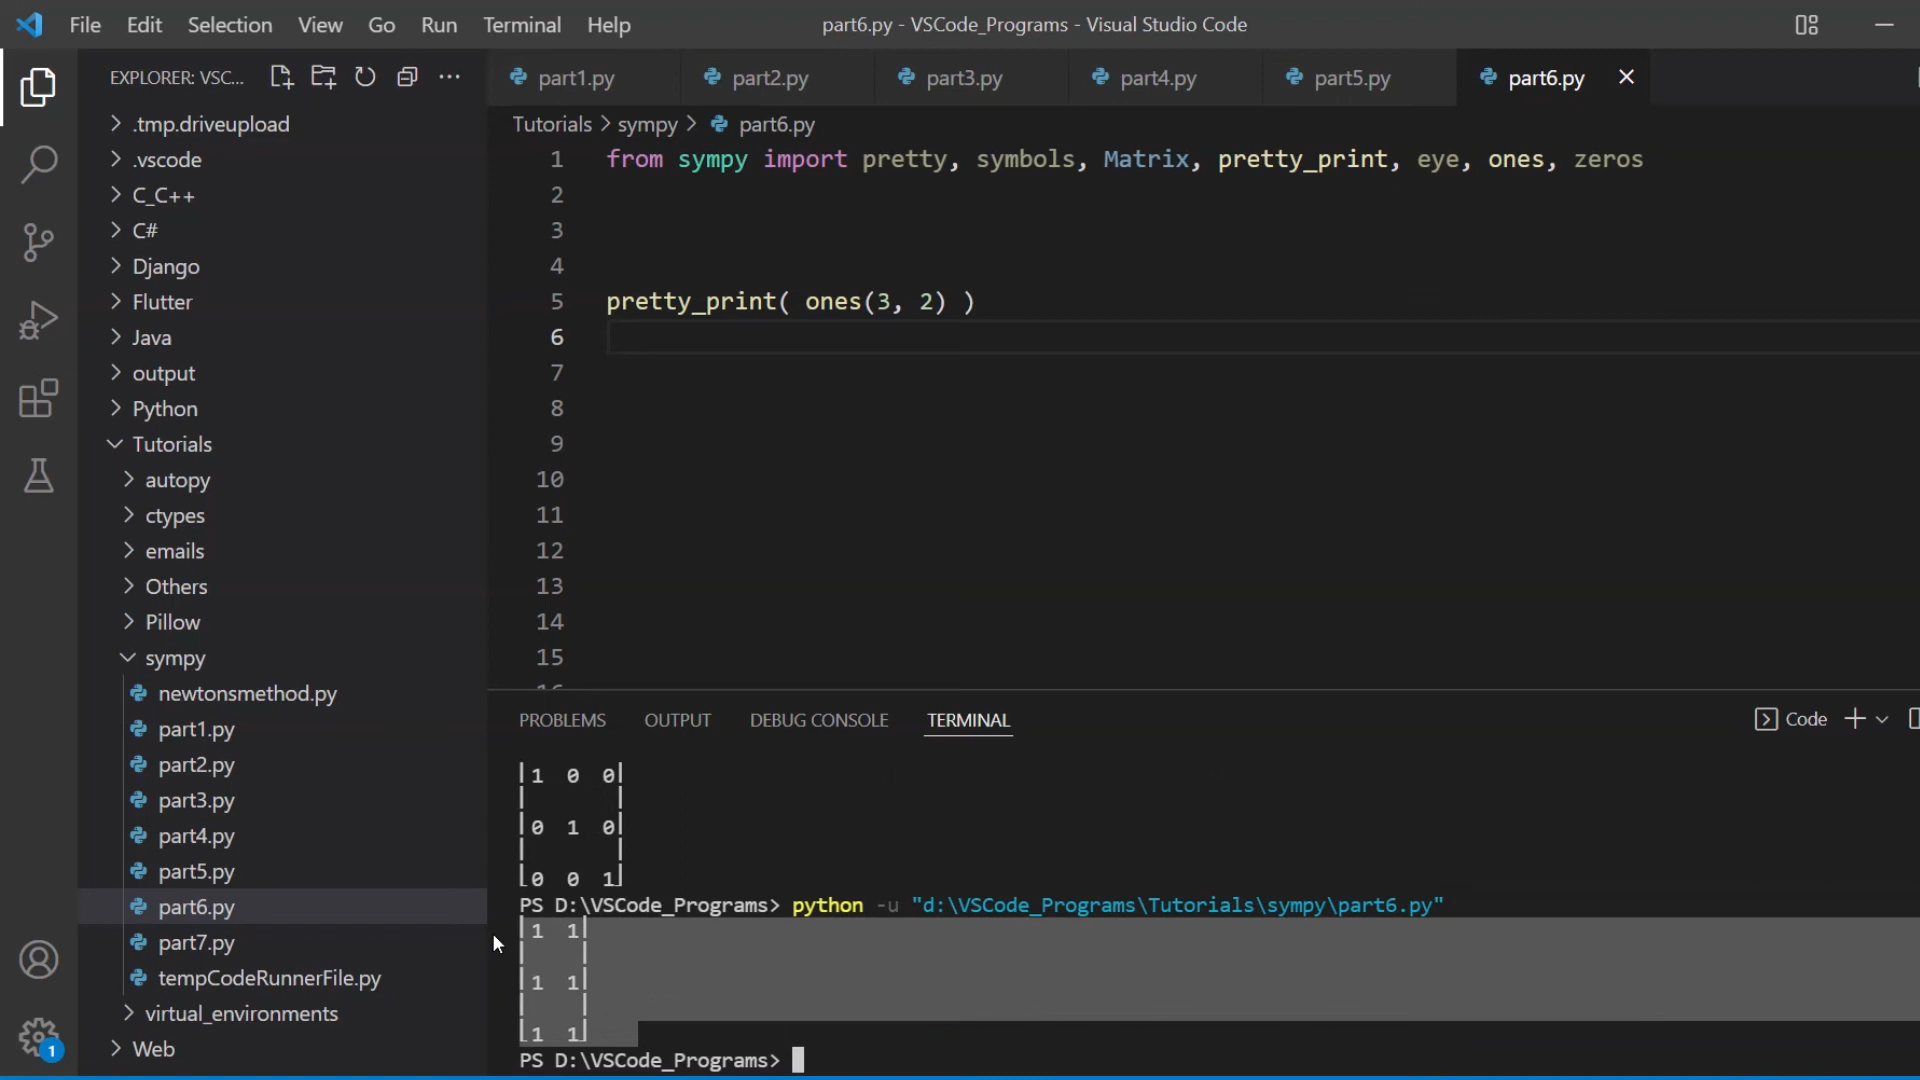 File Edit Selection View Go Run Terminal Help part6.py - VSCode_Programs - Visual Studio Code
EXPLORER: VSC...
.tmp.driveupload
.vscode
C_C++
C#
Django
Flutter
Java
output
Python
Tutorials
autopy
ctypes
emails
Others
Pillow
sympy
newtonsmethod.py
part1.py
part2.py
part3.py
part4.py
part5.py
part6.py
part7.py
tempCodeRunnerFile.py
virtual_environments
Web
1
part1.py part2.py part3.py part4.py part5.py part6.py
Tutorials > sympy > part6.py
1 from sympy import pretty, symbols, Matrix, pretty_print, eye, ones, zeros
2
3
4
5 pretty_print( ones(3, 2) )
6
7
8
9
10
11
12
13
14
15
16
PROBLEMS OUTPUT DEBUG CONSOLE TERMINAL Code
1 0 0
0 1 0
0 0 1
PS D:\VSCode_Programs> python -u "d:\VSCode_Programs\Tutorials\sympy\part6.py"
1 1
1 1
1 1
PS D:\VSCode_Programs>